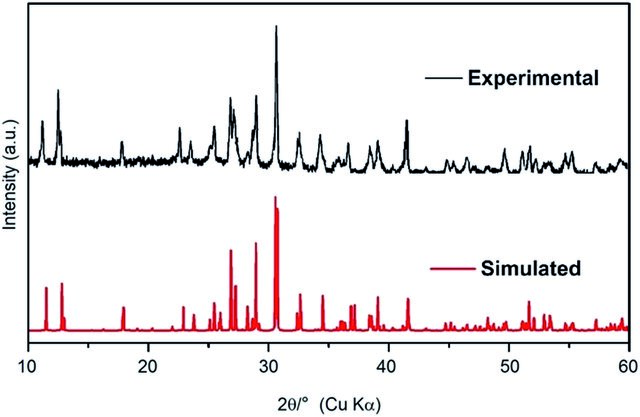 Experimental
Intensity (a.u.)
Simulated
10 20 30 40 50 60
2θ/° (Cu Kα)